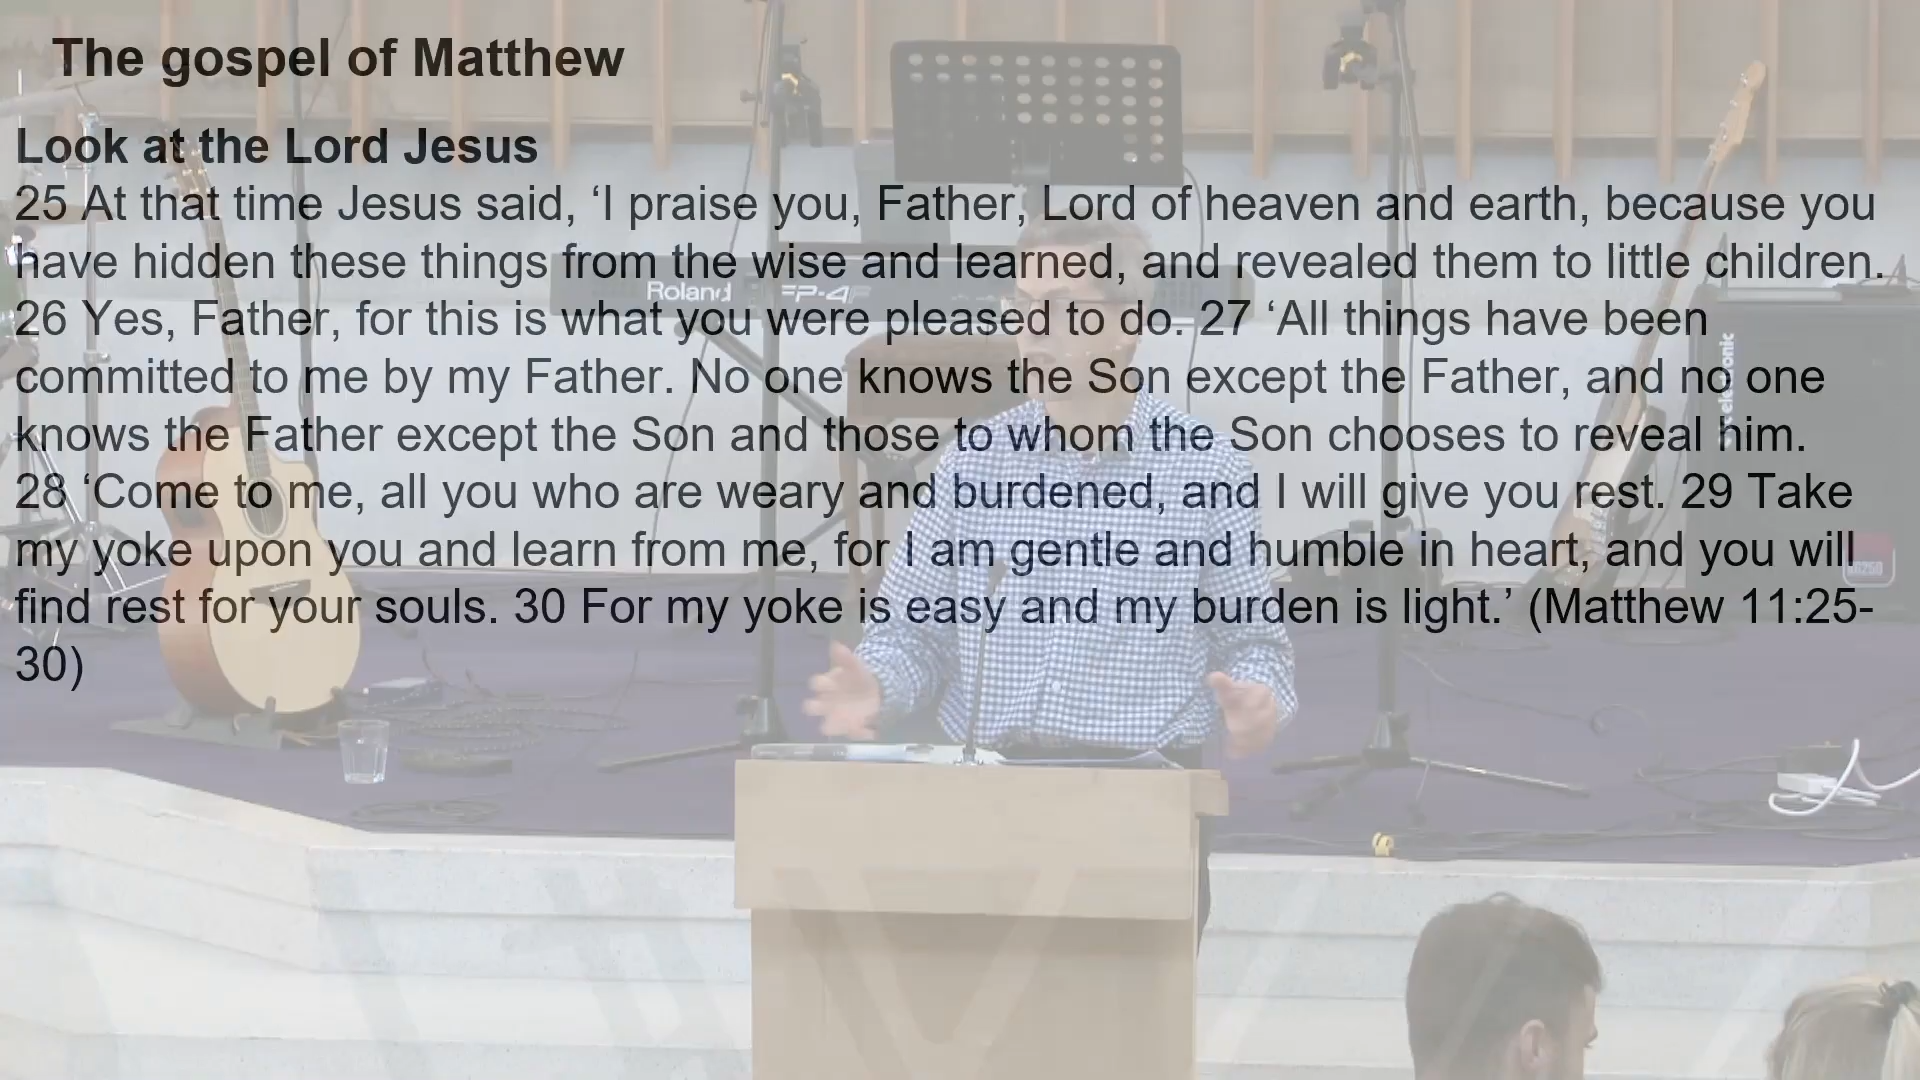 The gospel of Matthew
Look at the Lord Jesus
25 At that time Jesus said, ‘I praise you, Father, Lord of heaven and earth, because you
have hidden these things from the wise and learned, and revealed them to little children.
26 Yes, Father, for this is what you were pleased to do. 27 ‘All things have been
committed to me by my Father. No one knows the Son except the Father, and no one
knows the Father except the Son and those to whom the Son chooses to reveal him.
28 ‘Come to me, all you who are weary and burdened, and I will give you rest. 29 Take
my yoke upon you and learn from me, for I am gentle and humble in heart, and you will
find rest for your souls. 30 For my yoke is easy and my burden is light.’ (Matthew 11:25-
30)
Roland
FP-4F